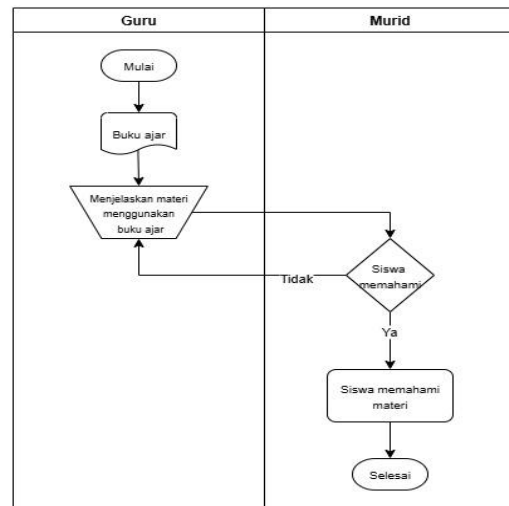 Guru
Murid
Mulai
Buku ajar
Menjelaskan materi
menggunakan
buku ajar
Siswa
memahami
Tidak
Ya
Siswa memahami
materi
Selesai